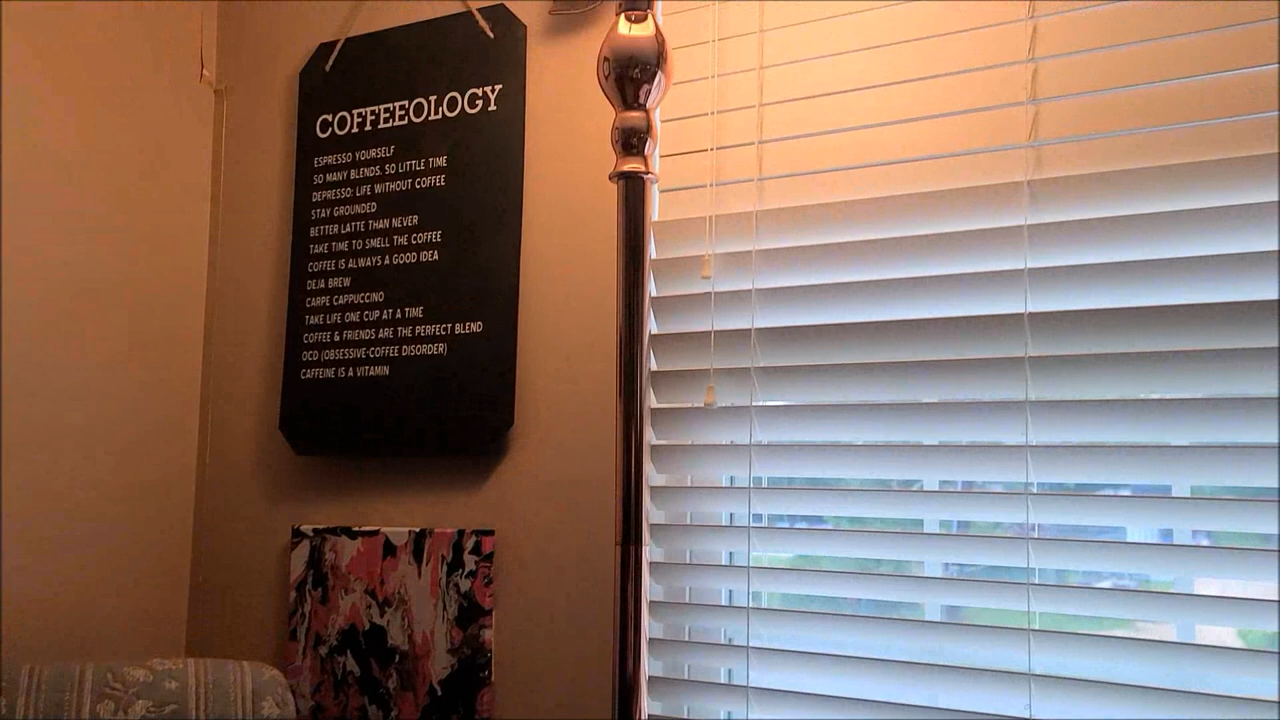 COFFEEOLOGY
ESPRESSO YOURSELF
SO MANY BLENDS, SO LITTLE TIME
DEPRESSO: LIFE WITHOUT COFFEE
STAY GROUNDED
BETTER LATTE THAN NEVER
TAKE TIME TO SMELL THE COFFEE
COFFEE IS ALWAYS A GOOD IDEA
DEJA BREW
CARPE CAPPUCCINO
TAKE LIFE ONE CUP AT A TIME
COFFEE & FRIENDS ARE THE PERFECT BLEND
OCD (OBSESSIVE-COFFEE DISORDER)
CAFFEINE IS A VITAMIN